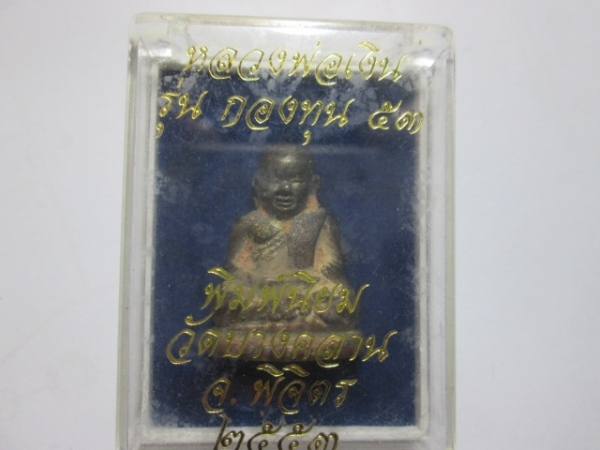 หลวงพ่อเงิน
รุ่น กองทุน ๕๓
พิมพ์นิยม
วัดบางคลาน
จ. พิจิตร
๒๕๕๓